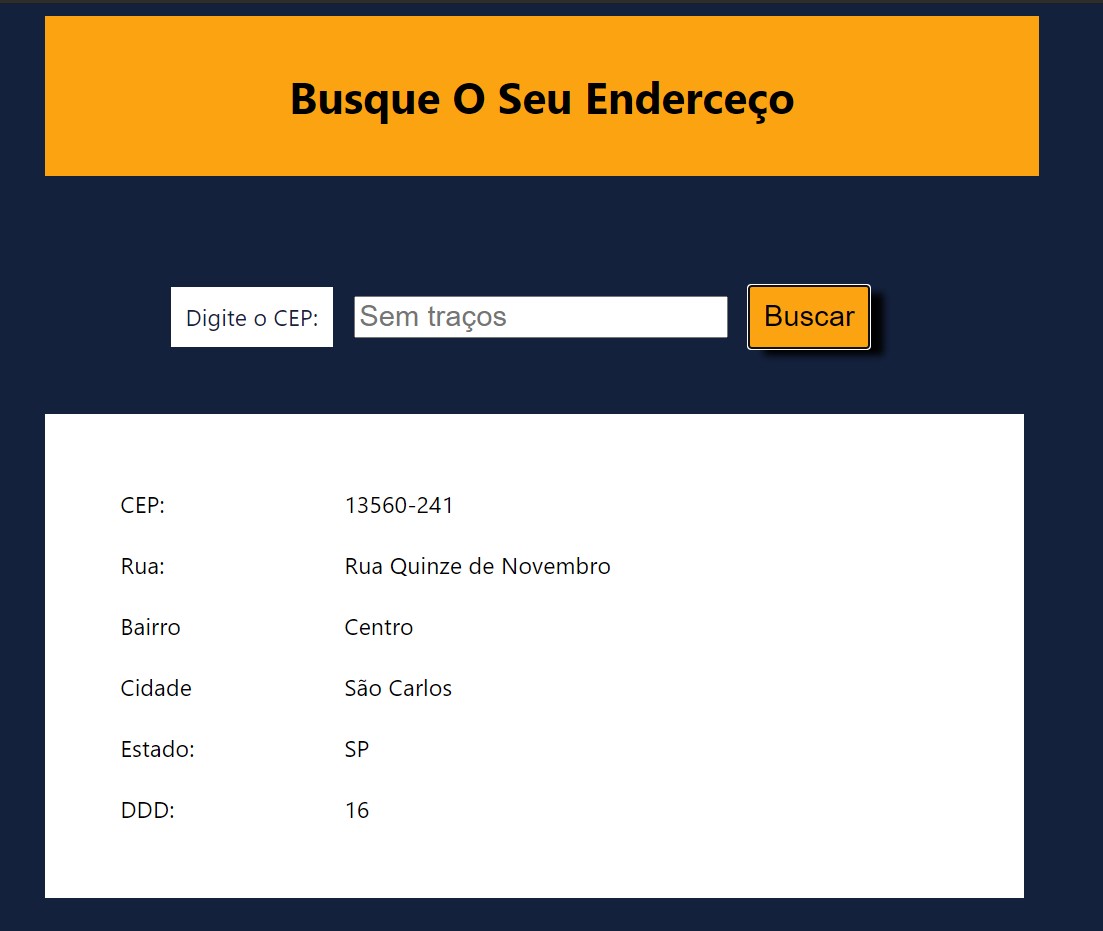 Busque O Seu Enderceço
Digite o CEP: Sem traços Buscar
CEP: 13560-241
Rua: Rua Quinze de Novembro
Bairro Centro
Cidade São Carlos
Estado: SP
DDD: 16